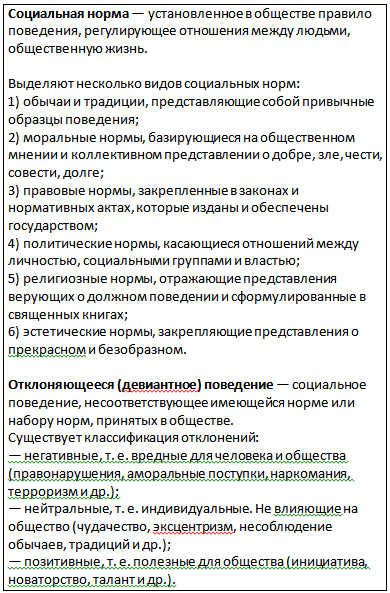 Социальная норма — установленное в обществе правило
поведения, регулирующее отношения между людьми,
общественную жизнь.
Выделяют несколько видов социальных норм:
1) обычаи и традиции, представляющие собой привычные
образцы поведения;
2) моральные нормы, базирующиеся на общественном
мнении и коллективном представлении о добре, зле, чести,
совести, долге;
3) правовые нормы, закрепленные в законах и
нормативных актах, которые изданы и обеспечены
государством;
4) политические нормы, касающиеся отношений между
личностью, социальными группами и властью;
5) религиозные нормы, отражающие представления
верующих о должном поведении и сформулированные в
священных книгах;
6) эстетические нормы, закрепляющие представления о
прекрасном и безобразном.
Отклоняющееся (девиантное) поведение — социальное
поведение, несоответствующее имеющейся норме или
набору норм, принятых в обществе.
Существует классификация отклонений:
— негативные, т. е. вредные для человека и общества
(правонарушения, аморальные поступки, наркомания,
терроризм и др.);
— нейтральные, т. е. индивидуальные. Не влияющие на
общество (чудачество, эксцентризм, несоблюдение
обычаев, традиций и др.);
— позитивные, т. е. полезные для общества (инициатива,
новаторство, талант и др.).